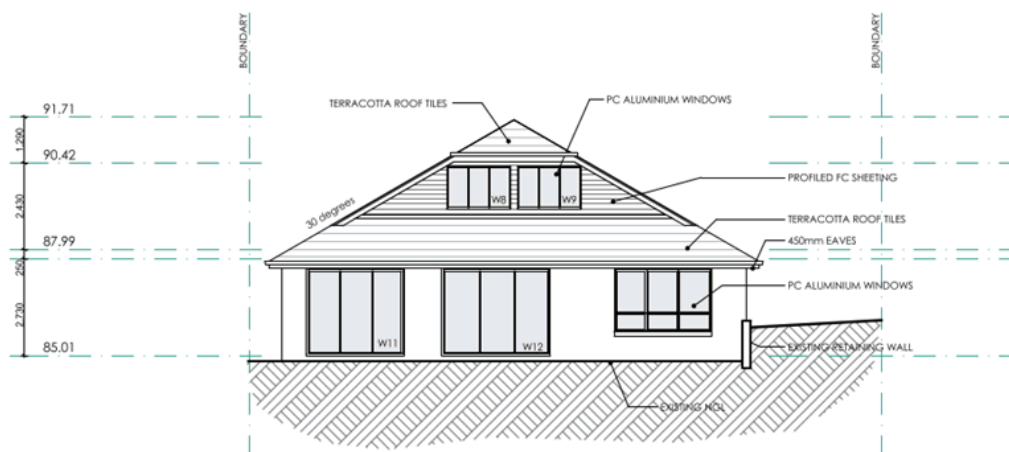 BOUNDARY
BOUNDARY
91.71
TERRACOTTA ROOF TILES
PC ALUMINIUM WINDOWS
1.290
90.42
W8
W9
PROFILED FC SHEETING
2.430
30 degrees
TERRACOTTA ROOF TILES
87.99
450mm EAVES
250
PC ALUMINIUM WINDOWS
2.730
W11
W12
EXISTING RETAINING WALL
85.01
EXISTING NGL